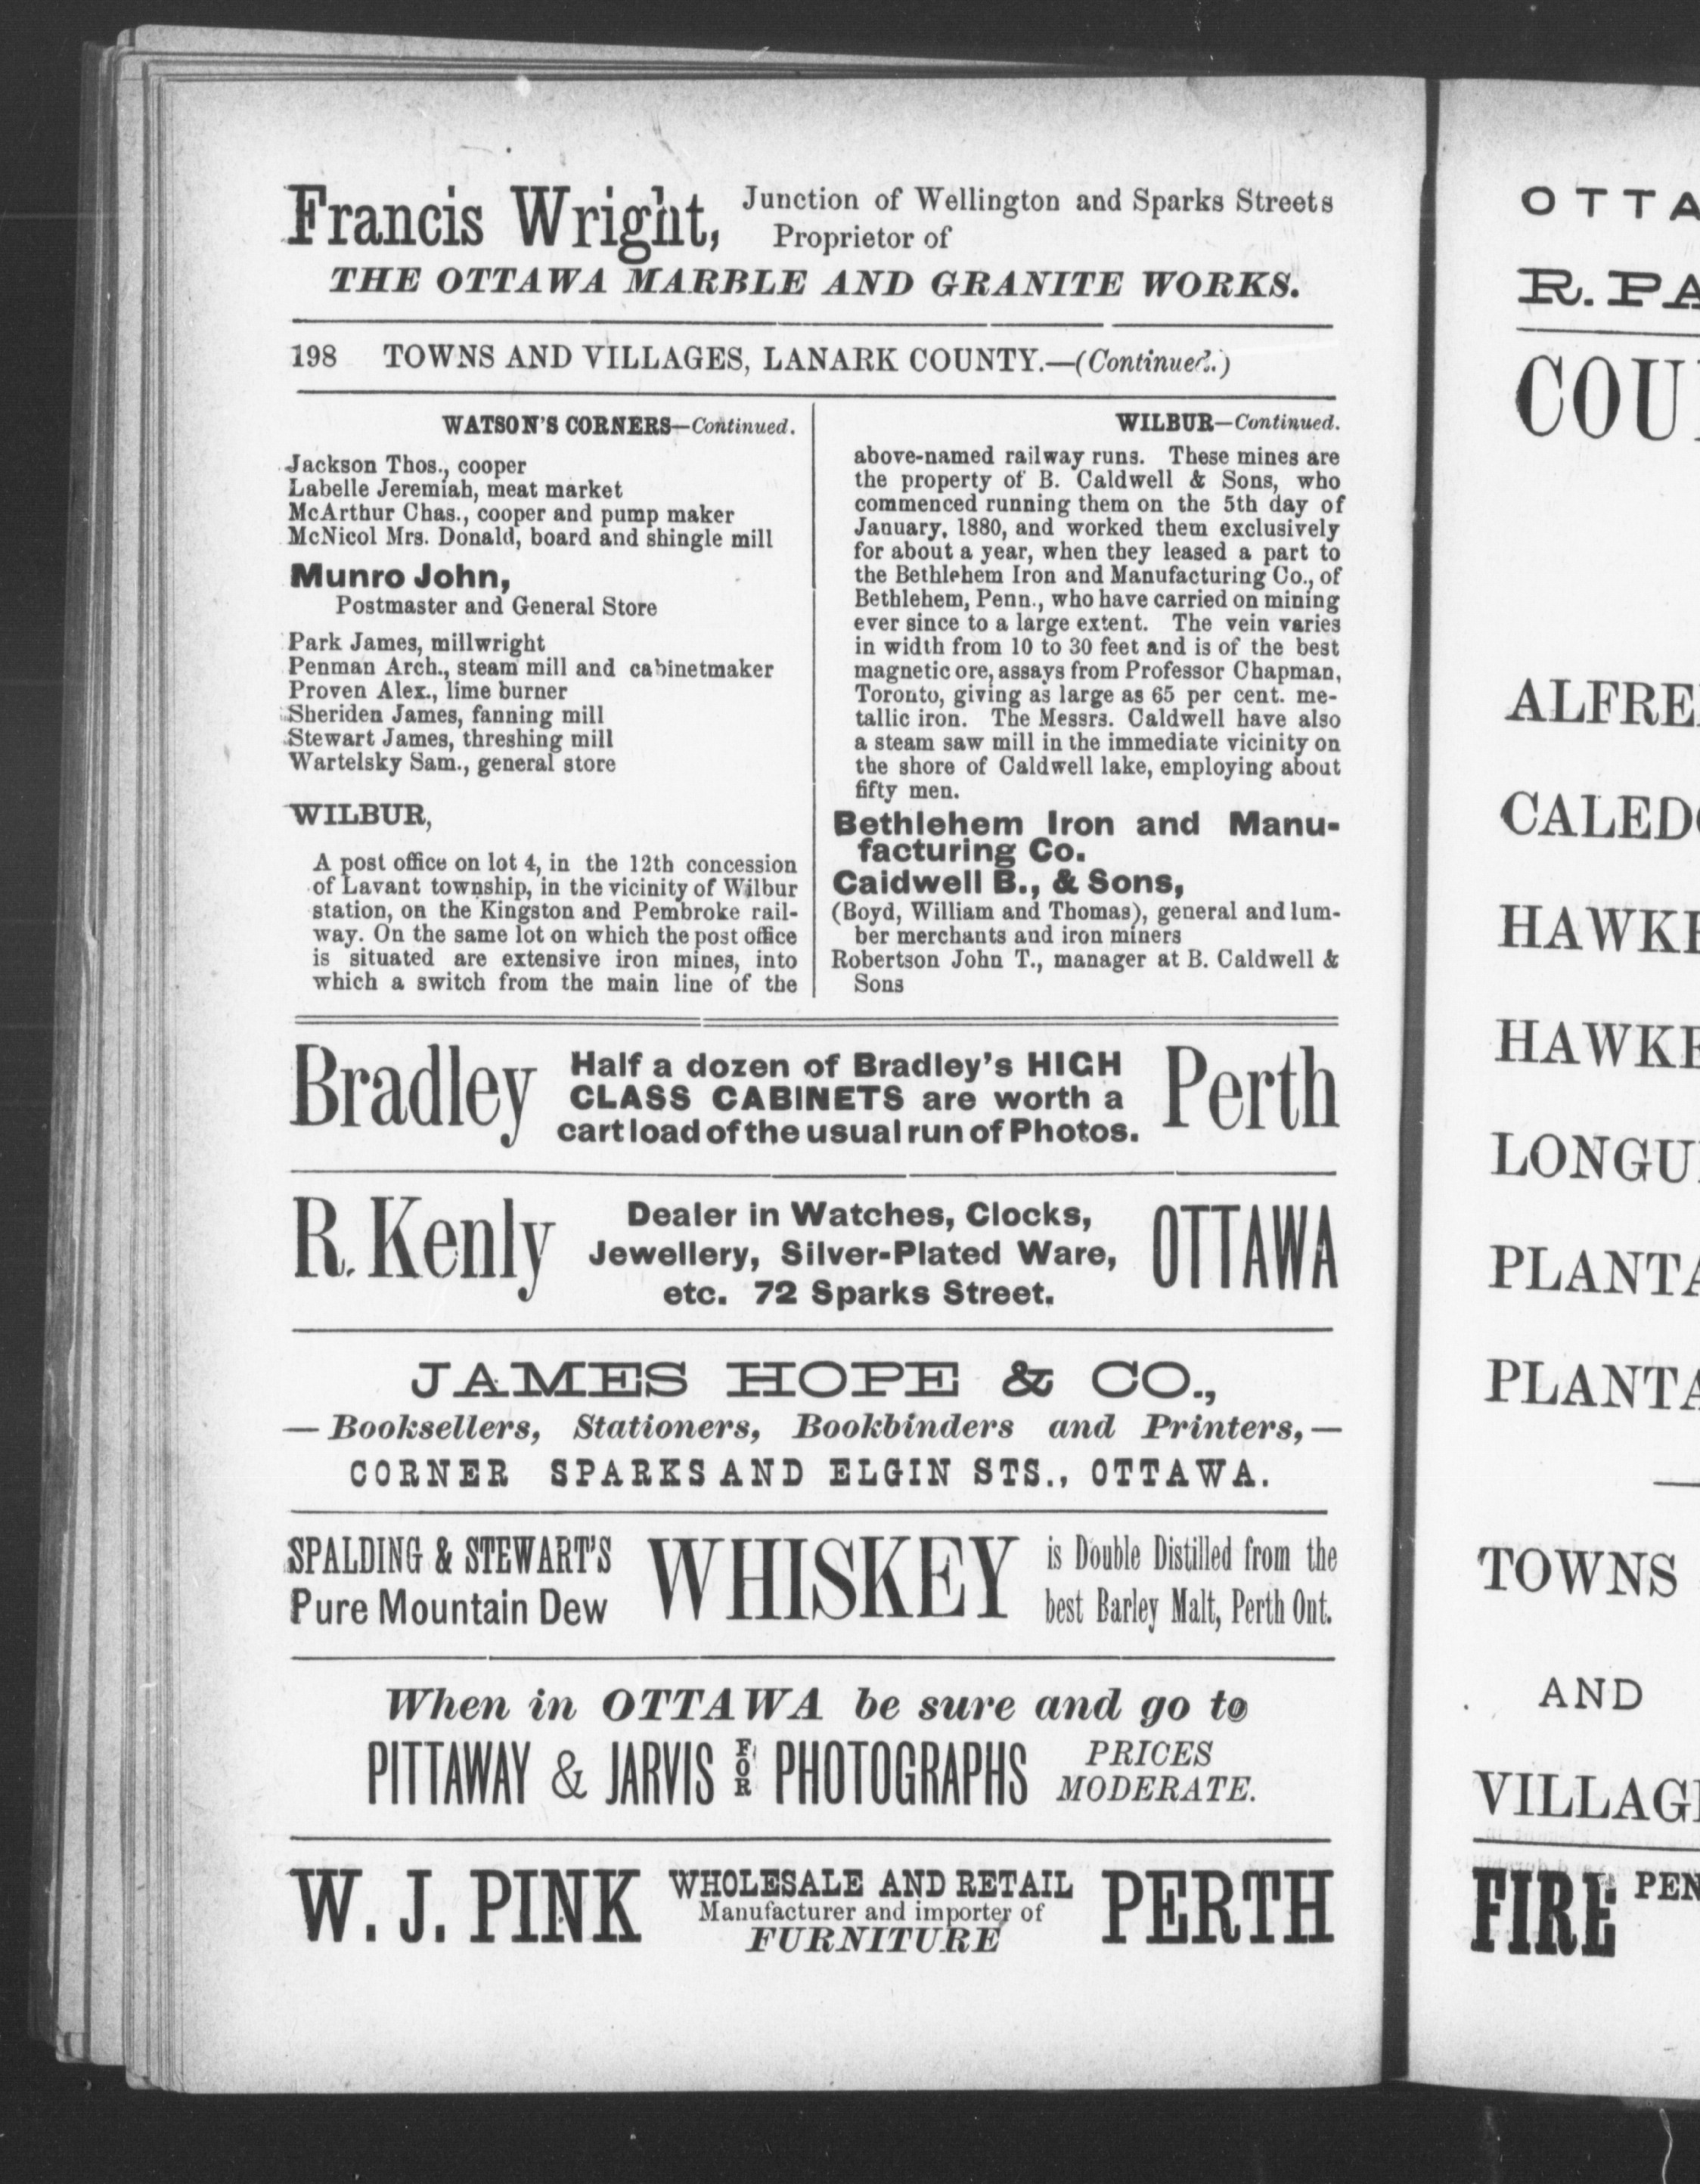 Francis Wright, Junction of Wellington and Sparks Streets
Proprietor of
THE OTTAWA MARBLE AND GRANITE WORKS.
198 TOWNS AND VILLAGES, LANARK COUNTY.—(Continued.)
WATSON'S CORNERS—Continued.
Jackson Thos., cooper
Labelle Jeremiah, meat market
McArthur Chas., cooper and pump maker
McNicol Mrs. Donald, board and shingle mill
Munro John,
Postmaster and General Store
Park James, millwright
Penman Arch., steam mill and cabinetmaker
Proven Alex., lime burner
Sheriden James, fanning mill
Stewart James, threshing mill
Wartelsky Sam., general store
WILBUR,
A post office on lot 4, in the 12th concession
of Lavant township, in the vicinity of Wilbur
station, on the Kingston and Pembroke rail-
way. On the same lot on which the post office
is situated are extensive iron mines, into
which a switch from the main line of the
WILBUR—Continued.
above-named railway runs. These mines are
the property of B. Caldwell & Sons, who
commenced running them on the 5th day of
January, 1880, and worked them exclusively
for about a year, when they leased a part to
the Bethlehem Iron and Manufacturing Co., of
Bethlehem, Penn., who have carried on mining
ever since to a large extent. The vein varies
in width from 10 to 30 feet and is of the best
magnetic ore, assays from Professor Chapman,
Toronto, giving as large as 65 per cent. me-
tallic iron. The Messrs. Caldwell have also
a steam saw mill in the immediate vicinity on
the shore of Caldwell lake, employing about
fifty men.
Bethlehem Iron and Manu-
facturing Co.
Caldwell B., & Sons,
(Boyd, William and Thomas), general and lum-
ber merchants and iron miners
Robertson John T., manager at B. Caldwell &
Sons
Bradley Half a dozen of Bradley's HIGH
CLASS CABINETS are worth a
cart load of the usual run of Photos. Perth
R. Kenly Dealer in Watches, Clocks,
Jewellery, Silver-Plated Ware,
etc. 72 Sparks Street. OTTAWA
JAMES HOPE & CO.,
— Booksellers, Stationers, Bookbinders and Printers, —
CORNER SPARKS AND ELGIN STS., OTTAWA.
SPALDING & STEWART'S
Pure Mountain Dew
WHISKEY
is Double Distilled from the
best Barley Malt, Perth Ont.
When in OTTAWA be sure and go to
PITTAWAY & JARVIS FOR PHOTOGRAPHS PRICES
MODERATE.
W. J. PINK WHOLESALE AND RETAIL
Manufacturer and importer of
FURNITURE PERTH
OTTA
R. PA
COU
ALFRE
CALED
HAWKE
HAWKE
LONGU
PLANTA
PLANTA
TOWNS
AND
VILLAG
FIRE PEN